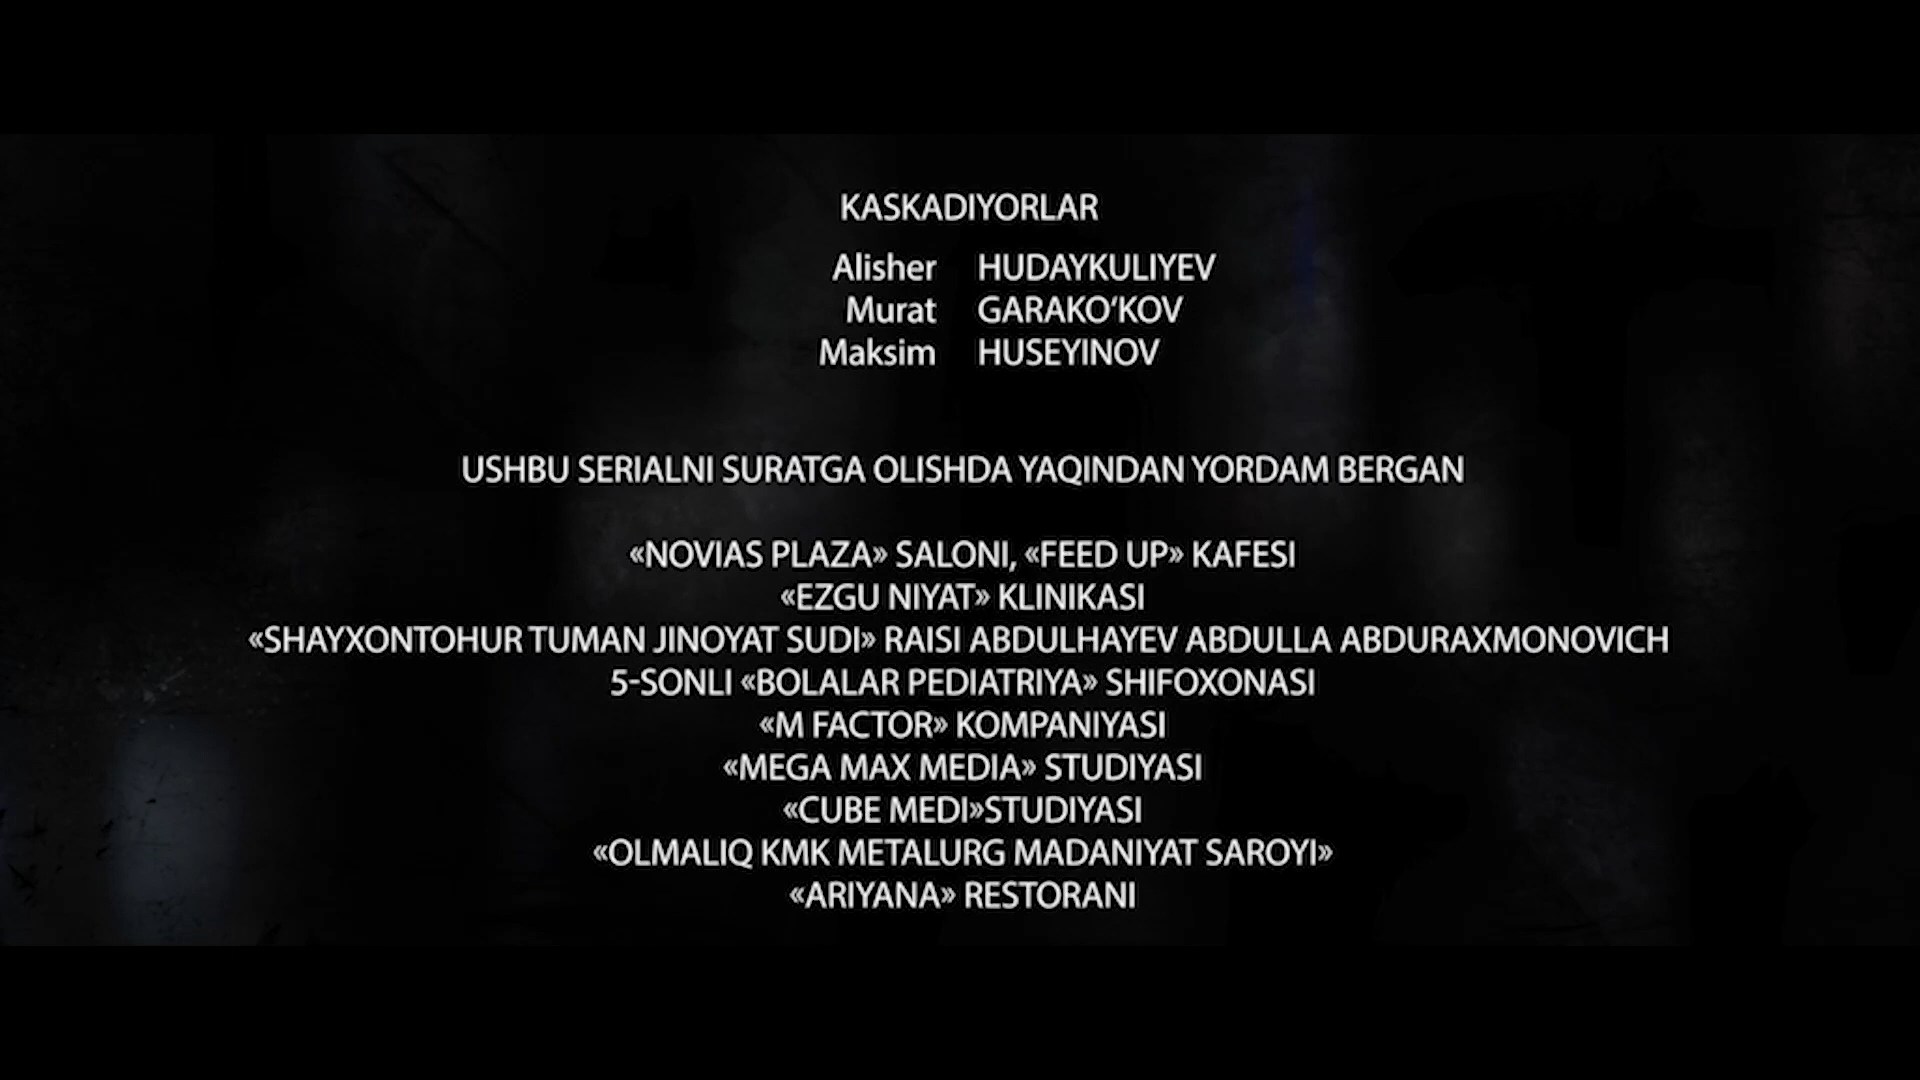 KASKADIYORLAR
Alisher HUDAYKULIYEV
Murat GARAKO‘KOV
Maksim HUSEYINOV
USHBU SERIALNI SURATGA OLISHDA YAQINDAN YORDAM BERGAN
«NOVIAS PLAZA» SALONI, «FEED UP» KAFESI
«EZGU NIYAT» KLINIKASI
«SHAYXONTOHUR TUMAN JINOYAT SUDI» RAISI ABDULHAYEV ABDULLA ABDURAXMONOVICH
5-SONLI «BOLALAR PEDIATRIYA» SHIFOXONASI
«M FACTOR» KOMPANIYASI
«MEGA MAX MEDIA» STUDIYASI
«CUBE MEDI»STUDIYASI
«OLMALIQ KMK METALURG MADANIYAT SAROYI»
«ARIYANA» RESTORANI